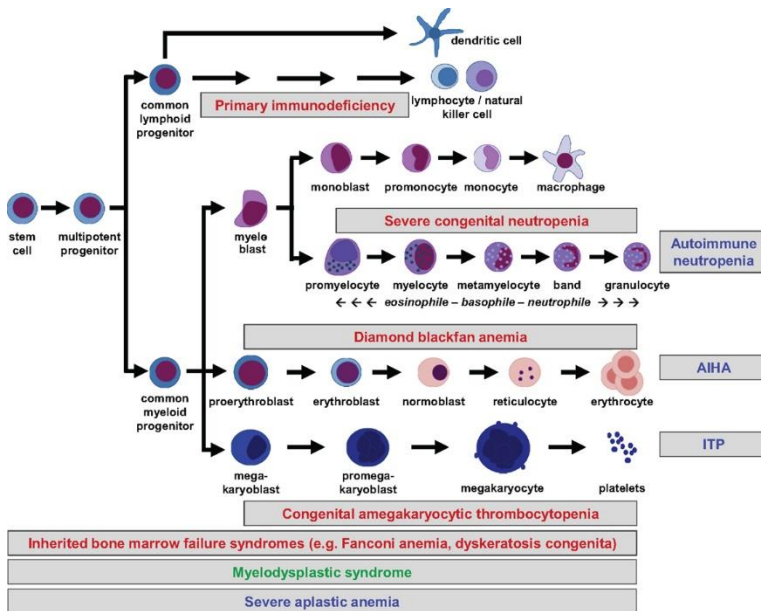 dendritic cell
common
lymphoid
progenitor
Primary immunodeficiency
lymphocyte / natural
killer cell
monoblast promonocyte monocyte macrophage
stem
cell
multipotent
progenitor
myelo
blast
Severe congenital neutropenia
Autoimmune
neutropenia
promyelocyte myelocyte metamyelocyte band granulocyte
← ← ← eosinophile – basophile – neutrophile → → →
Diamond blackfan anemia
AIHA
common
myeloid
progenitor
proerythroblast erythroblast normoblast reticulocyte erythrocyte
ITP
mega-
karyoblast
promega-
karyoblast
megakaryocyte
platelets
Congenital amegakaryocytic thrombocytopenia
Inherited bone marrow failure syndromes (e.g. Fanconi anemia, dyskeratosis congenita)
Myelodysplastic syndrome
Severe aplastic anemia